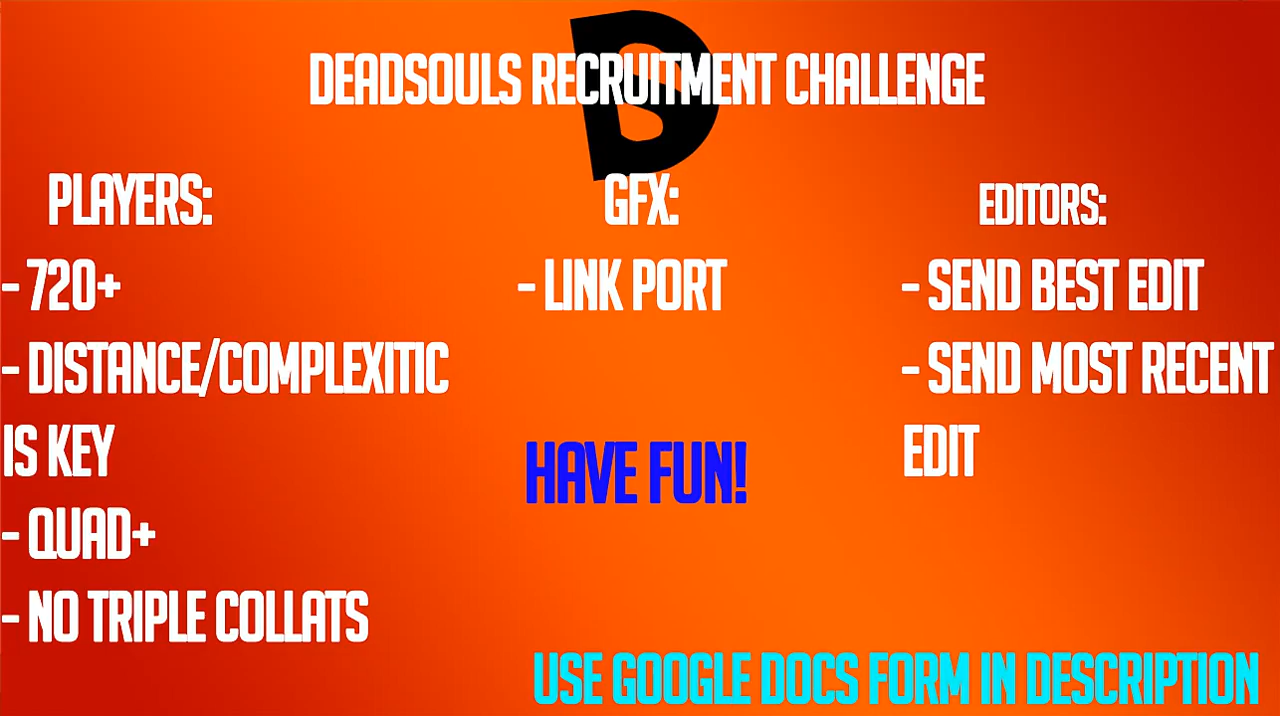 DEADSOULS RECRUITMENT CHALLENGE
PLAYERS:
- 720+
- DISTANCE/COMPLEXITIC
IS KEY
- QUAD+
- NO TRIPLE COLLATS
GFX:
- LINK PORT
HAVE FUN!
EDITORS:
- SEND BEST EDIT
- SEND MOST RECENT
EDIT
USE GOOGLE DOCS FORM IN DESCRIPTION